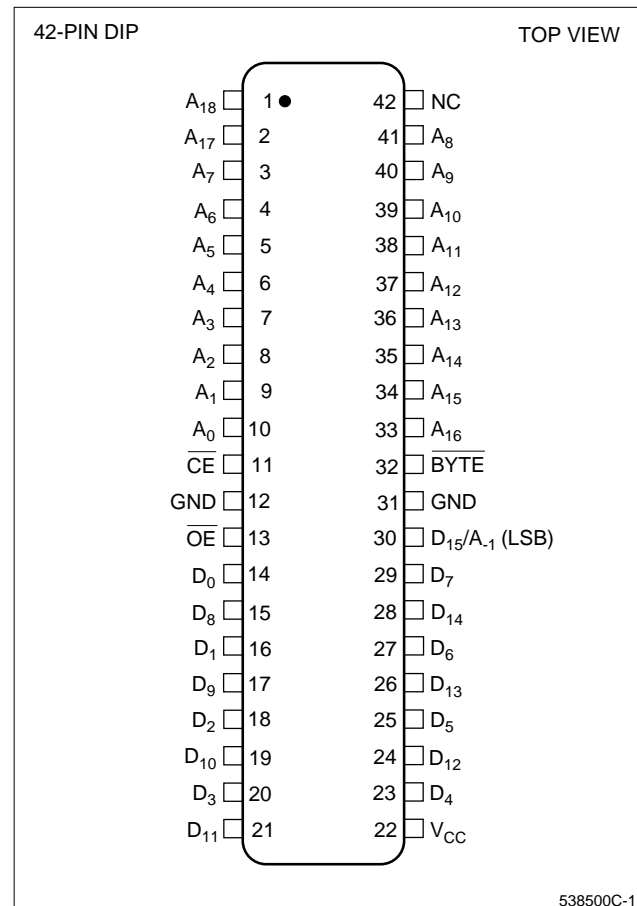 42-PIN DIP TOP VIEW
A18 1 42 NC
A17 2 41 A8
A7 3 40 A9
A6 4 39 A10
A5 5 38 A11
A4 6 37 A12
A3 7 36 A13
A2 8 35 A14
A1 9 34 A15
A0 10 33 A16
CE 11 32 BYTE
GND 12 31 GND
OE 13 30 D15/A-1 (LSB)
D0 14 29 D7
D8 15 28 D14
D1 16 27 D6
D9 17 26 D13
D2 18 25 D5
D10 19 24 D12
D3 20 23 D4
D11 21 22 VCC
538500C-1